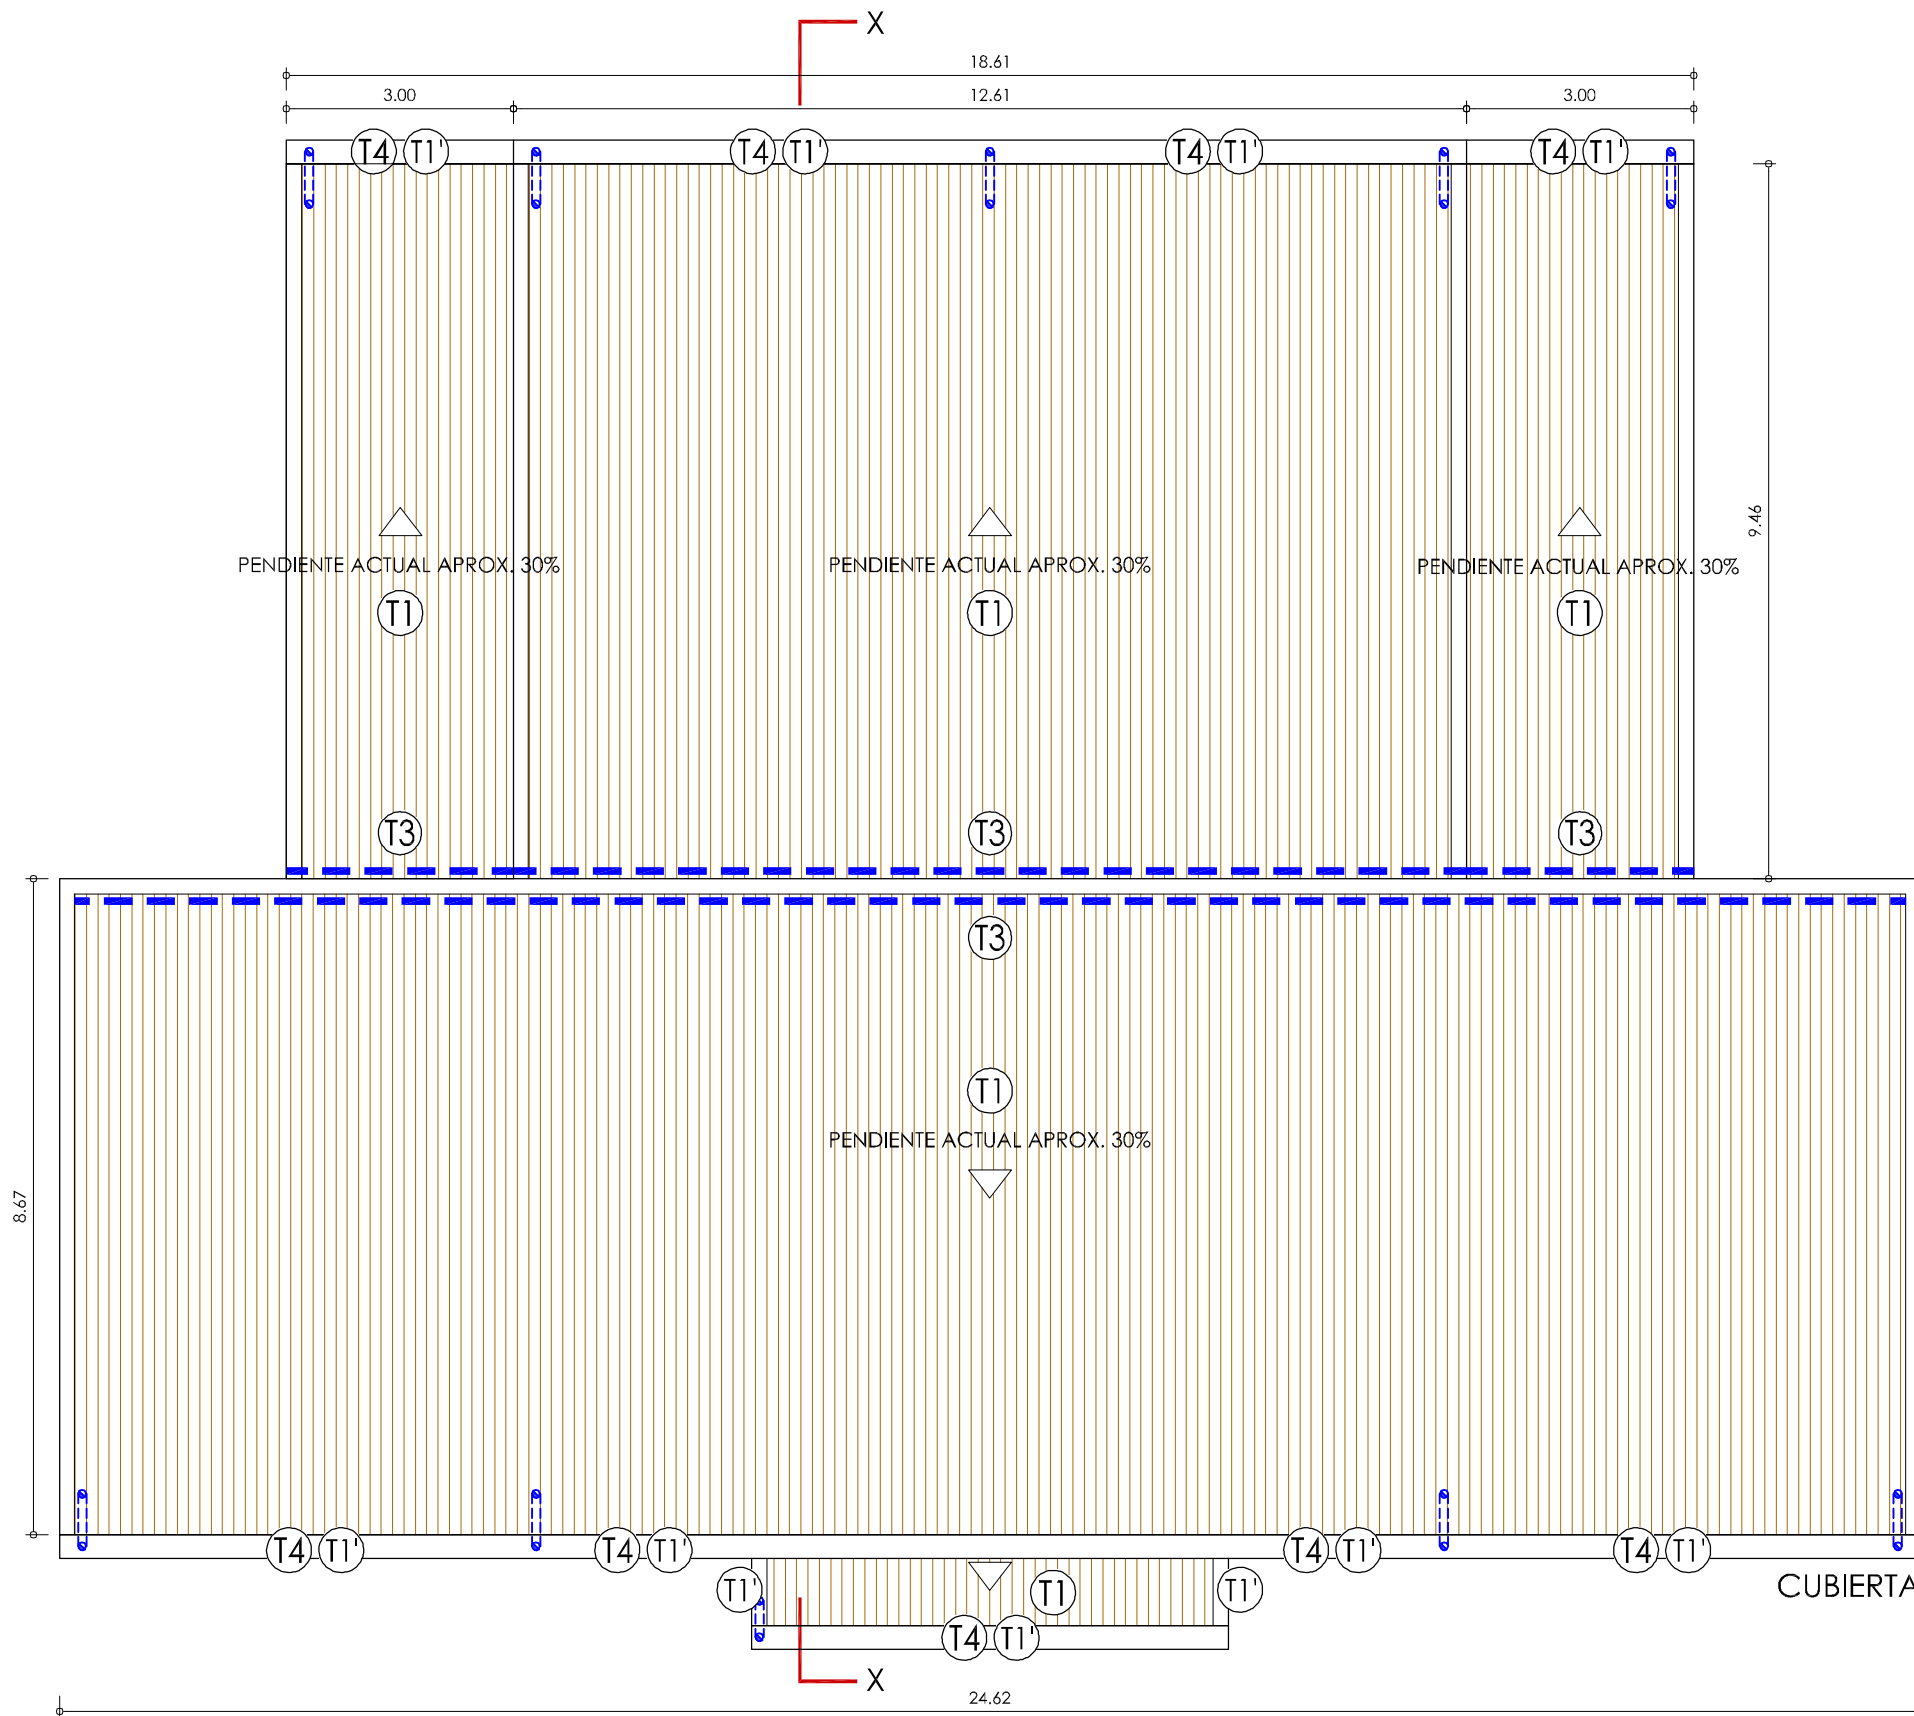 X
18.61
3.00 12.61 3.00
T4 T1' T4 T1' T4 T1' T4 T1'
9.46
PENDIENTE ACTUAL APROX. 30% PENDIENTE ACTUAL APROX. 30% PENDIENTE ACTUAL APROX. 30%
T1 T1 T1
T3 T3 T3
T3
T1
PENDIENTE ACTUAL APROX. 30%
8.67
T4 T1' T4 T1' T4 T1' T4 T1'
T1' T1 T1'
CUBIERTA
T4 T1'
X
24.62